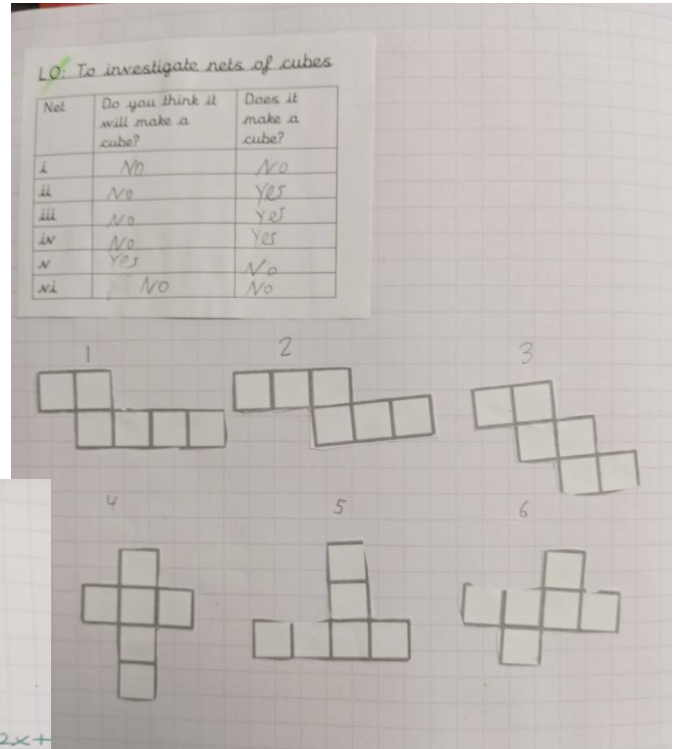 LO: To investigate nets of cubes
Net Do you think it will make a cube? Does it make a cube?
i No No
ii No Yes
iii No Yes
iv No Yes
v Yes No
vi No No
1 2 3
4 5 6
2x+